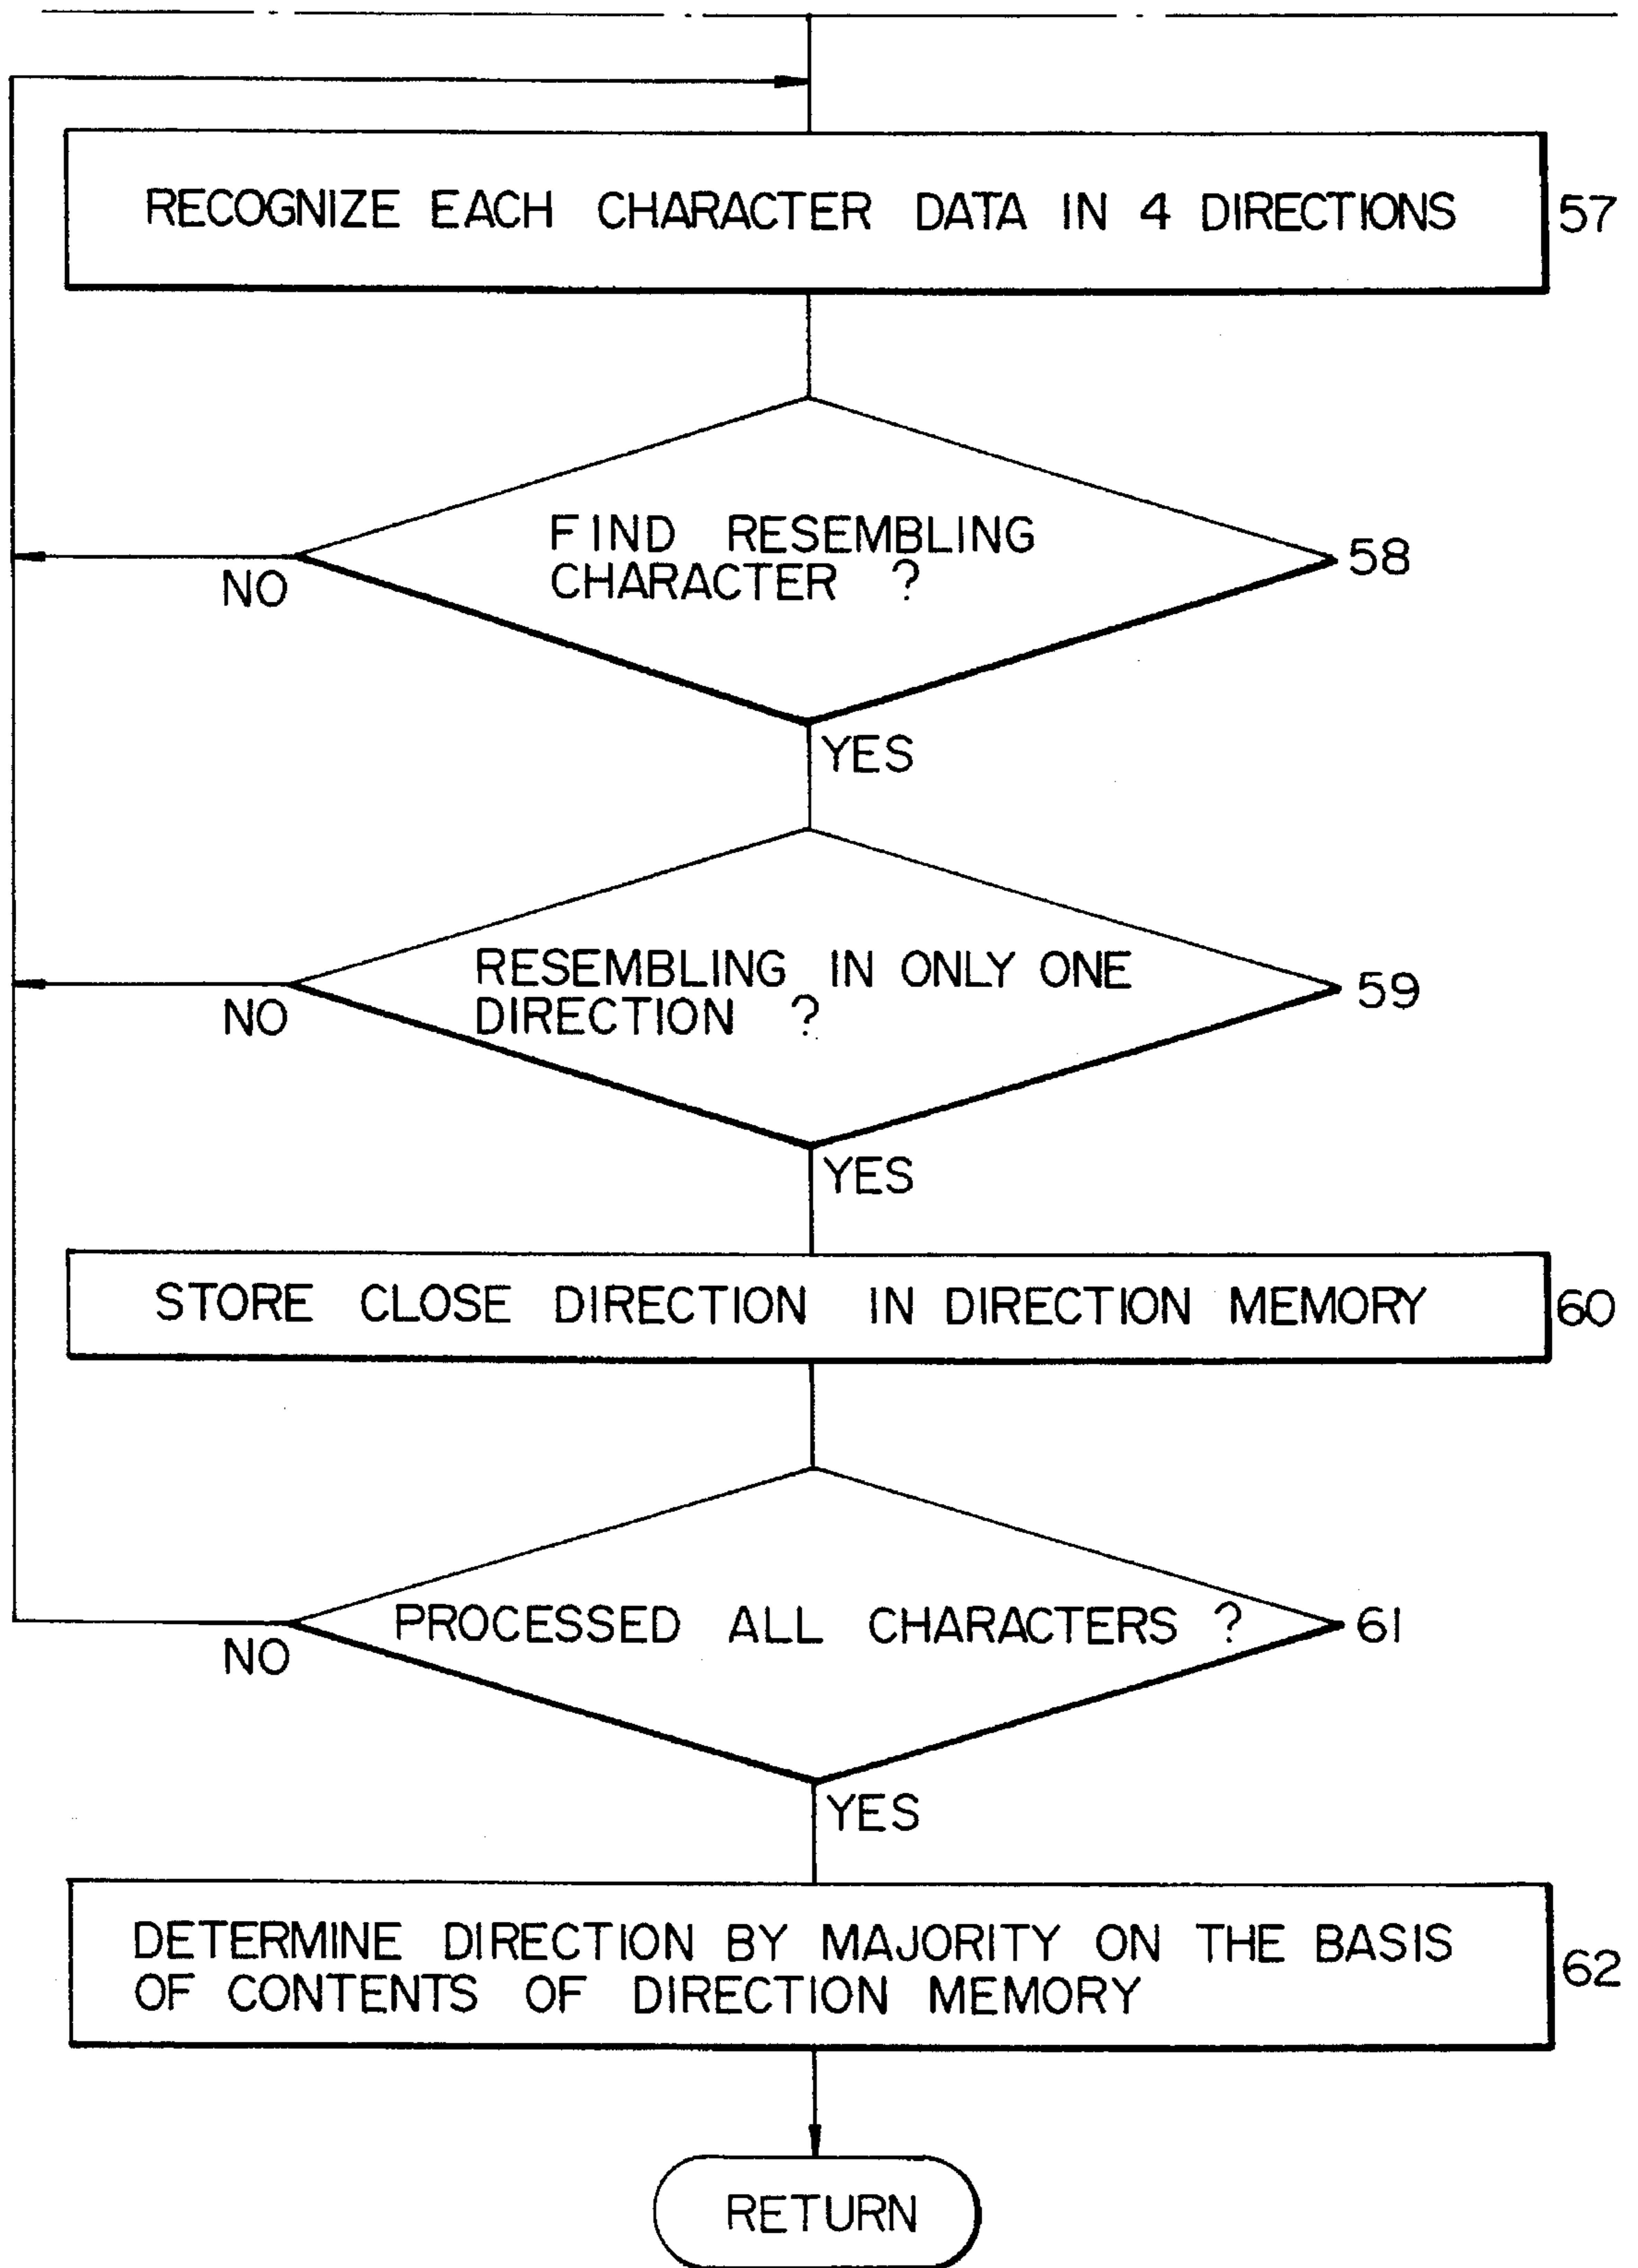 RECOGNIZE EACH CHARACTER DATA IN 4 DIRECTIONS
57
FIND RESEMBLING
CHARACTER ?
58
NO
YES
RESEMBLING IN ONLY ONE
DIRECTION ?
59
NO
YES
STORE CLOSE DIRECTION IN DIRECTION MEMORY
60
PROCESSED ALL CHARACTERS ?
61
NO
YES
DETERMINE DIRECTION BY MAJORITY ON THE BASIS
OF CONTENTS OF DIRECTION MEMORY
62
RETURN